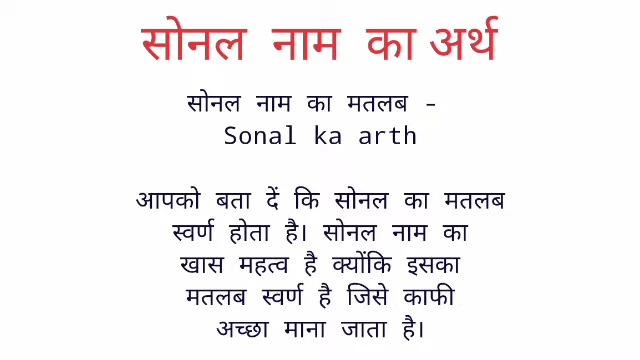 सोनल नाम का अर्थ
सोनल नाम का मतलब -
Sonal ka arth
आपको बता दें कि सोनल का मतलब
स्वर्ण होता है। सोनल नाम का
खास महत्व है क्योंकि इसका
मतलब स्वर्ण है जिसे काफी
अच्छा माना जाता है।